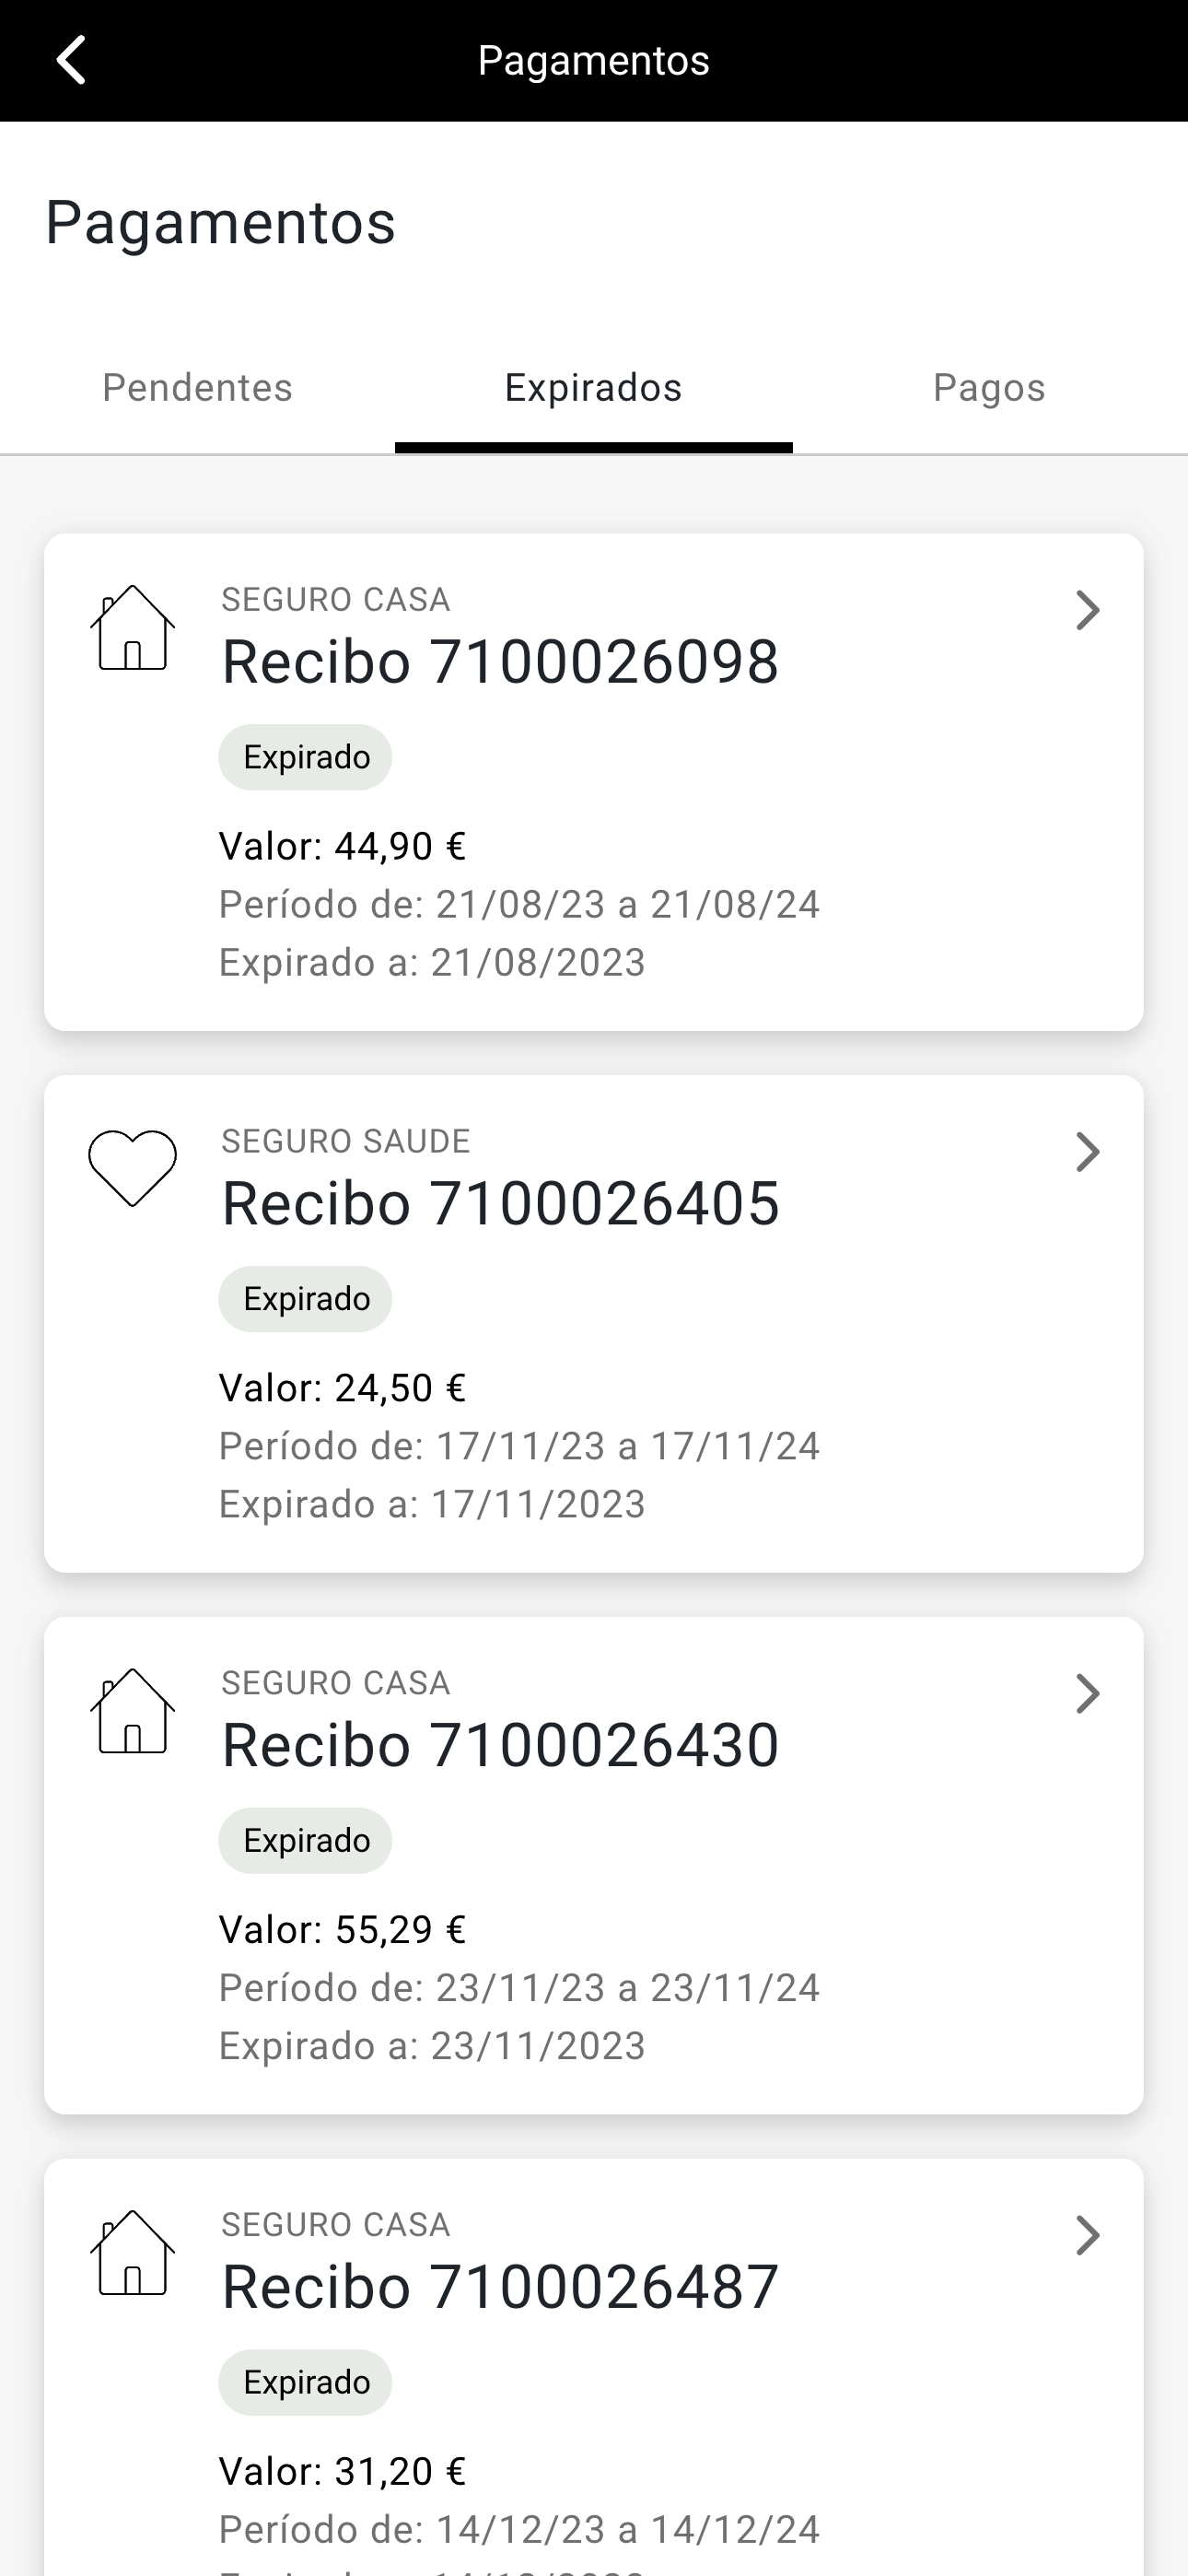 Pagamentos
Pagamentos
Pendentes
Expirados
Pagos
SEGURO CASA
Recibo 7100026098
Expirado
Valor: 44,90 €
Período de: 21/08/23 a 21/08/24
Expirado a: 21/08/2023
SEGURO SAUDE
Recibo 7100026405
Expirado
Valor: 24,50 €
Período de: 17/11/23 a 17/11/24
Expirado a: 17/11/2023
SEGURO CASA
Recibo 7100026430
Expirado
Valor: 55,29 €
Período de: 23/11/23 a 23/11/24
Expirado a: 23/11/2023
SEGURO CASA
Recibo 7100026487
Expirado
Valor: 31,20 €
Período de: 14/12/23 a 14/12/24